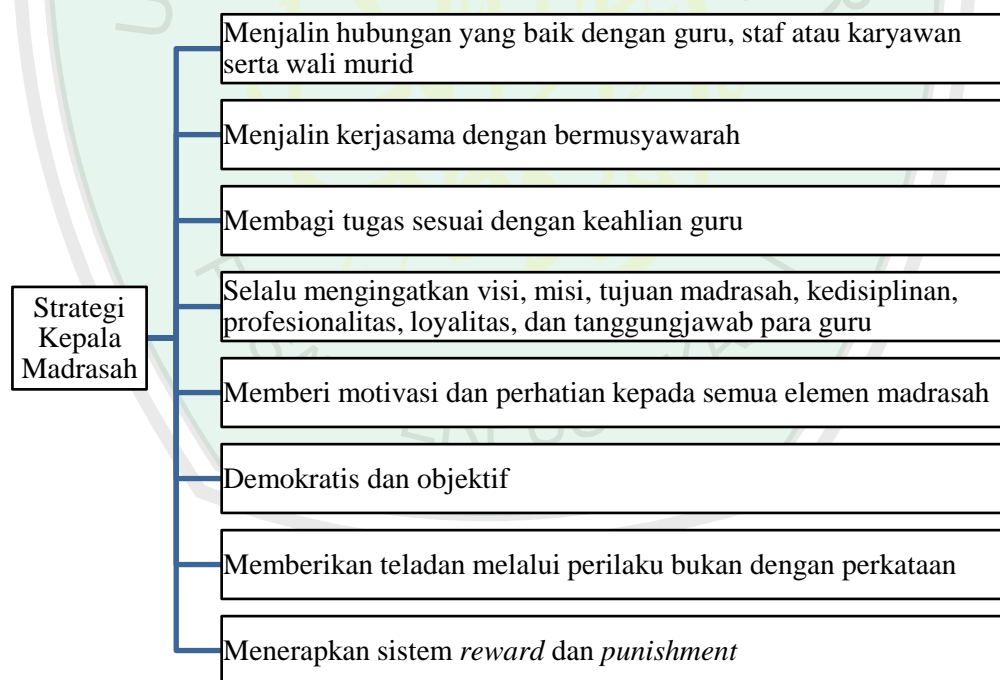 Menjalin hubungan yang baik dengan guru, staf atau karyawan
serta wali murid
Menjalin kerjasama dengan bermusyawarah
Membagi tugas sesuai dengan keahlian guru
Strategi
Kepala
Madrasah
Selalu mengingatkan visi, misi, tujuan madrasah, kedisiplinan,
profesionalitas, loyalitas, dan tanggungjawab para guru
Memberi motivasi dan perhatian kepada semua elemen madrasah
Demokratis dan objektif
Memberikan teladan melalui perilaku bukan dengan perkataan
Menerapkan sistem reward dan punishment